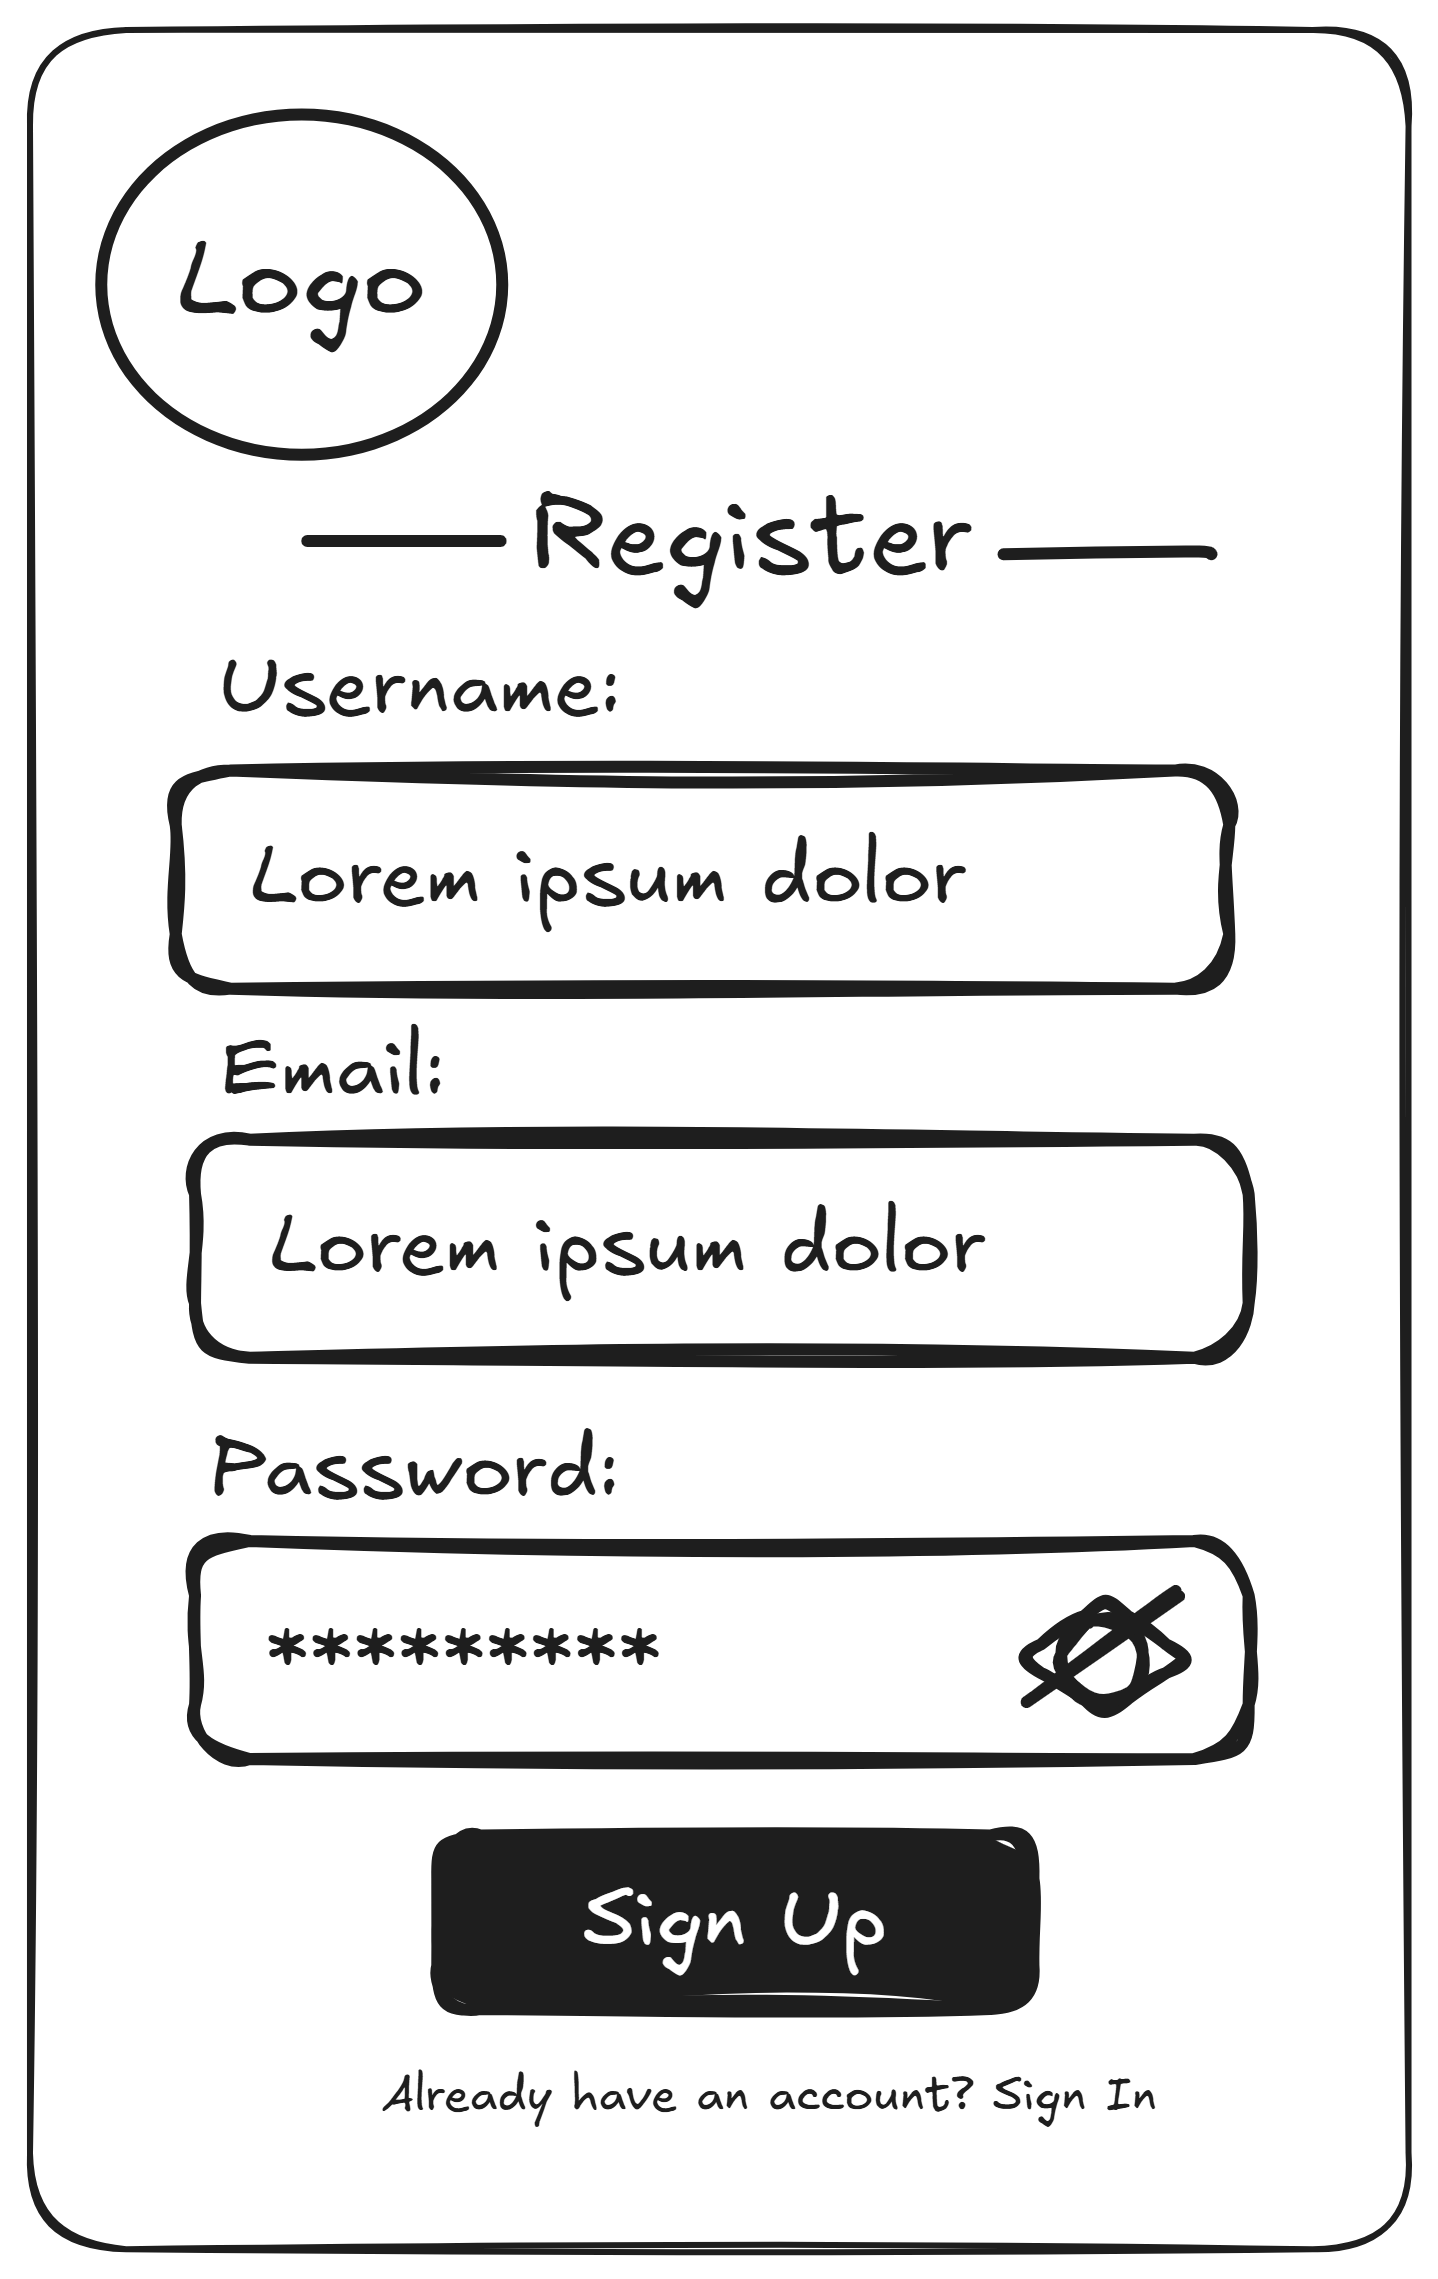 Logo
Register
Username:
Lorem ipsum dolor
Email:
Lorem ipsum dolor
Password:
*********
Sign Up
Already have an account? Sign In